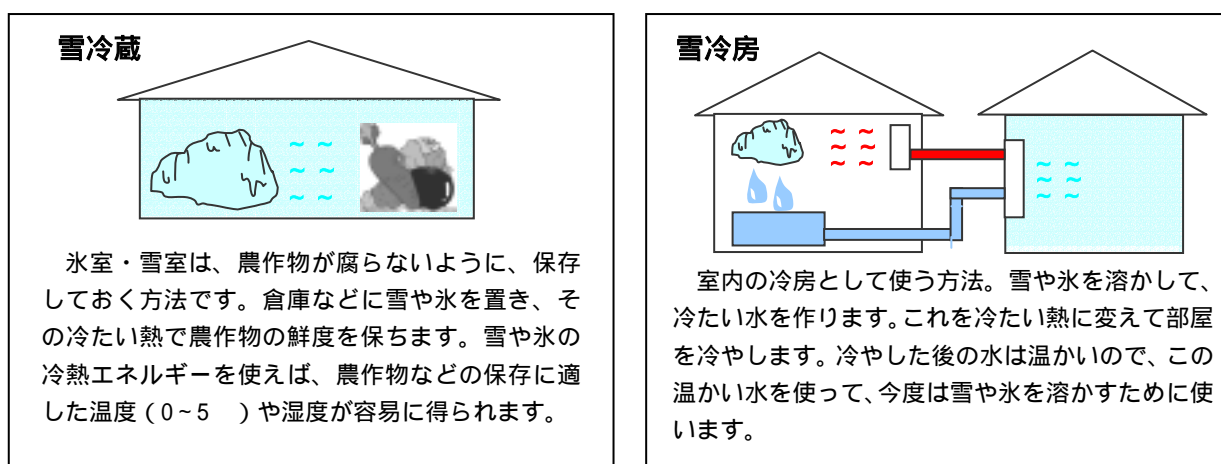 雪冷蔵
氷室・雪室は、農作物が腐らないように、保存
しておく方法です。倉庫などに雪や氷を置き、そ
の冷たい熱で農作物の鮮度を保ちます。雪や氷の
冷熱エネルギーを使えば、農作物などの保存に適
した温度（0~5　）や湿度が容易に得られます。
雪冷房
室内の冷房として使う方法。雪や氷を溶かして、
冷たい水を作ります。これを冷たい熱に変えて部屋
を冷やします。冷やした後の水は温かいので、この
温かい水を使って、今度は雪や氷を溶かすために使
います。